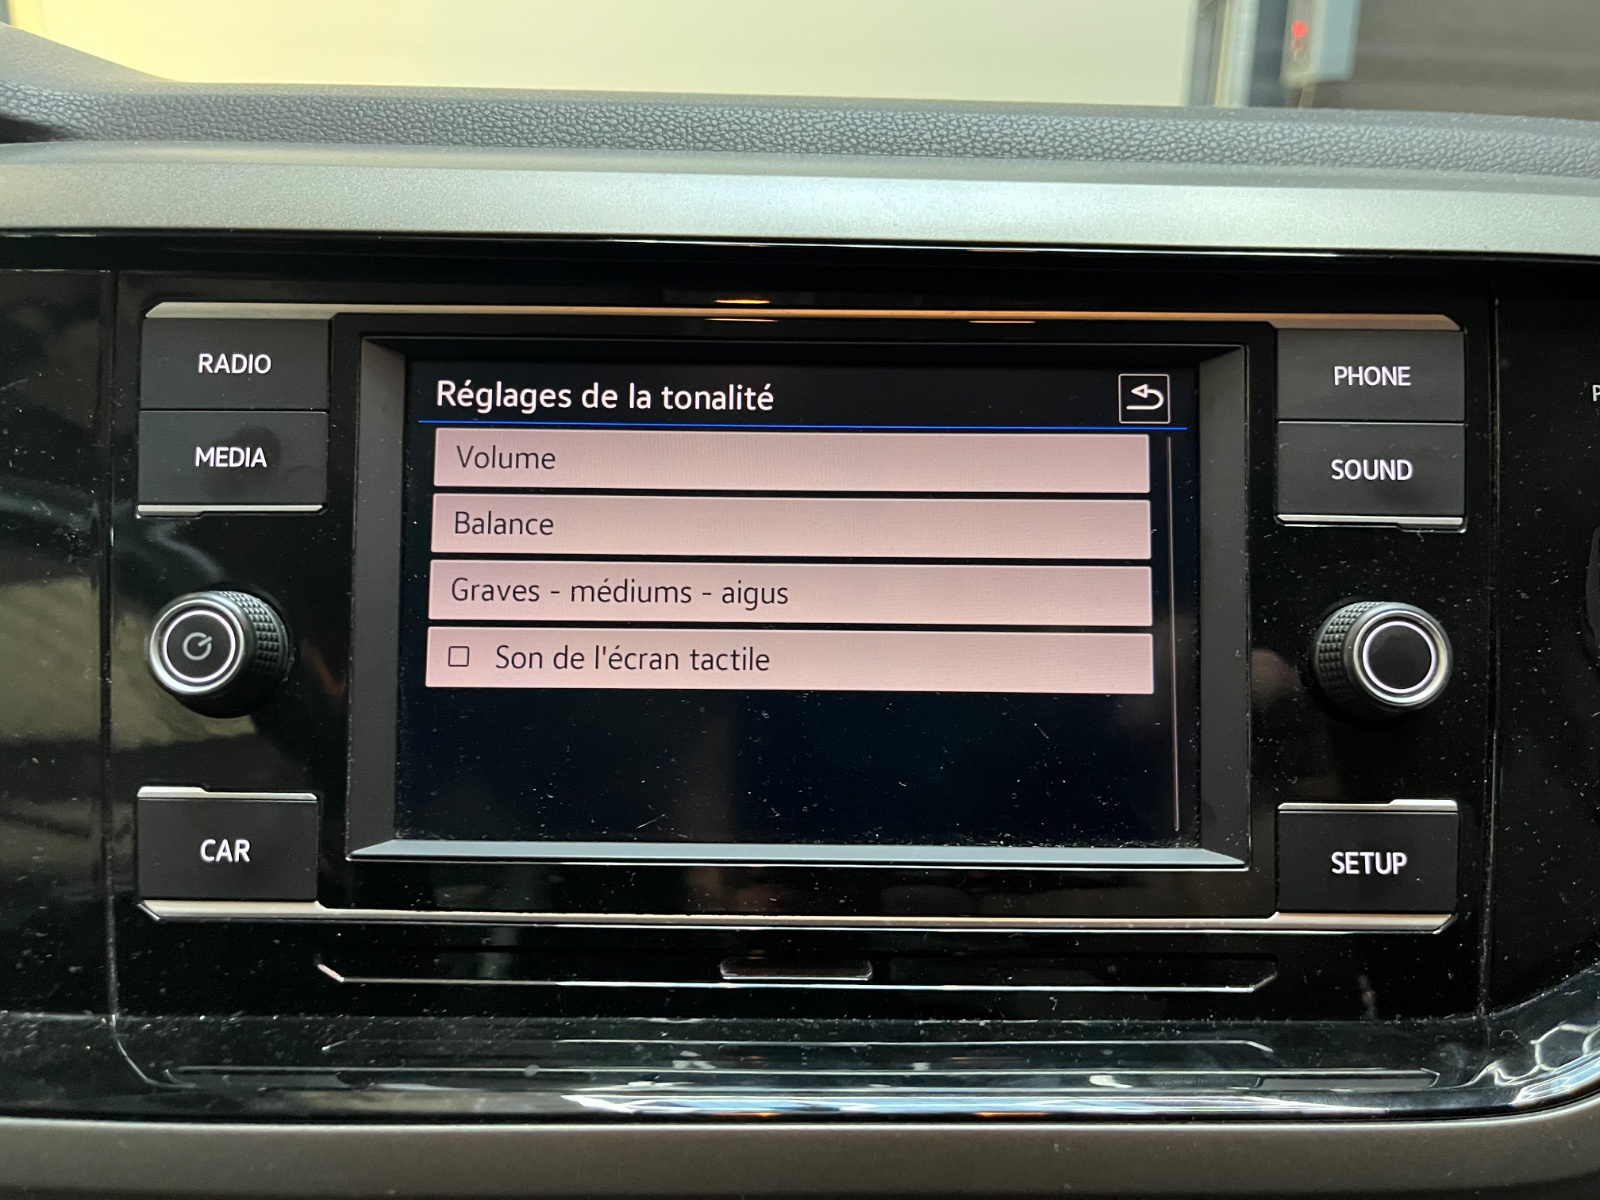 RADIO
MEDIA
CAR
Réglages de la tonalité
Volume
Balance
Graves - médiums - aigus
Son de l'écran tactile
PHONE
SOUND
SETUP